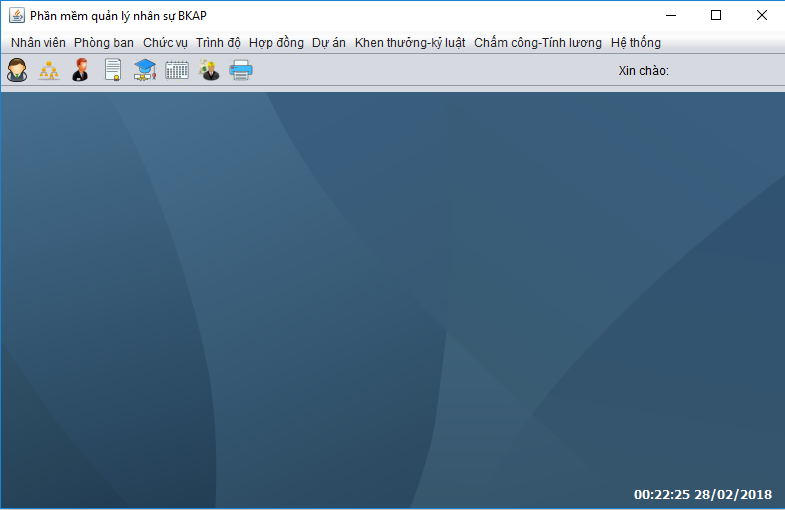 Phần mềm quản lý nhân sự BKAP
Nhân viên Phòng ban Chức vụ Trình độ Hợp đồng Dự án Khen thưởng-kỷ luật Chấm công-Tính lương Hệ thống
Xin chào:
00:22:25 28/02/2018